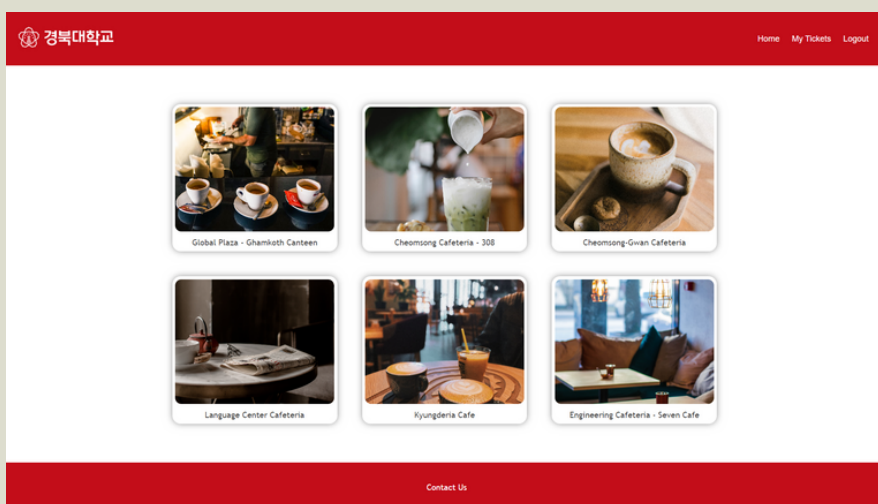 경북대학교
Home
My Tickets
Logout
Global Plaza - Ghamkoth Canteen
Cheomsong Cafeteria - 308
Cheomsong-Gwan Cafeteria
Language Center Cafeteria
Kyungderia Cafe
Engineering Cafeteria - Seven Cafe
Contact Us